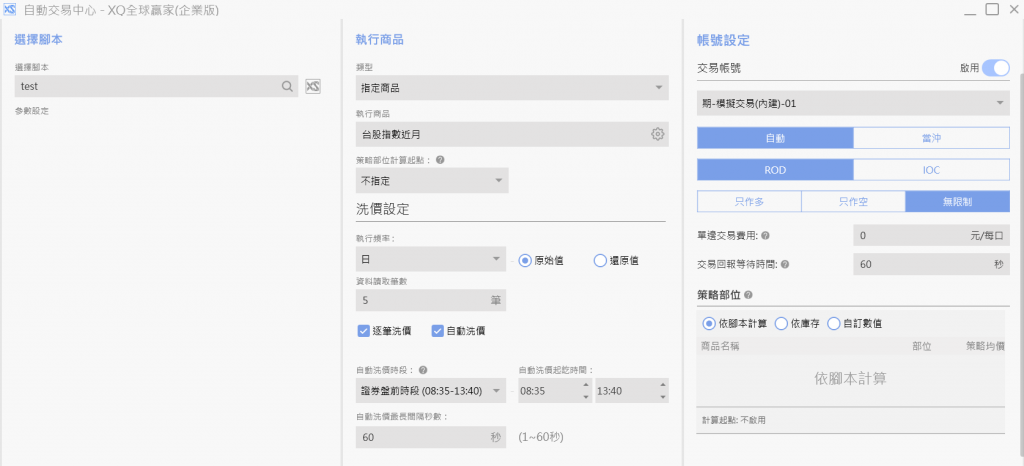 自動交易中心 - XQ全球贏家(企業版)
選擇腳本
選擇腳本
test
XS
參數設定
執行商品
類型
指定商品
執行商品
台股指數近月
策略部位計算起點：
不指定
洗價設定
執行頻率：
日
原始值
還原值
資料讀取筆數
5 筆
逐筆洗價
自動洗價
自動洗價時段：
自動洗價起訖時間：
證券盤前時段 (08:35-13:40)
08:35
13:40
自動洗價最長間隔秒數：
60 秒
(1~60秒)
帳號設定
交易帳號
啟用
期-模擬交易(內建)-01
自動
當沖
ROD
IOC
只作多
只作空
無限制
單邊交易費用:
0 元/每口
交易回報等待時間:
60 秒
策略部位
依腳本計算
依庫存
自訂數值
商品名稱 部位 策略均價
依腳本計算
計算起點: 不啟用